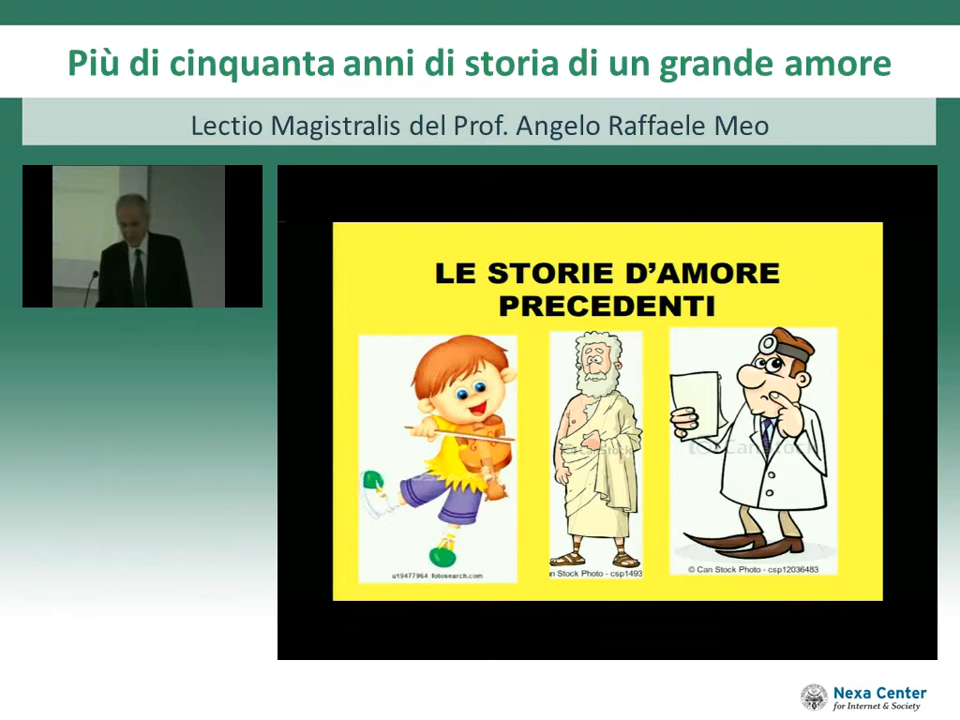 Più di cinquanta anni di storia di un grande amore
Lectio Magistralis del Prof. Angelo Raffaele Meo
LE STORIE D'AMORE
PRECEDENTI
u19477964 fotosearch.com
n Stock Photo - csp1493
© Can Stock Photo - csp12036483
Nexa Center
for Internet & Society